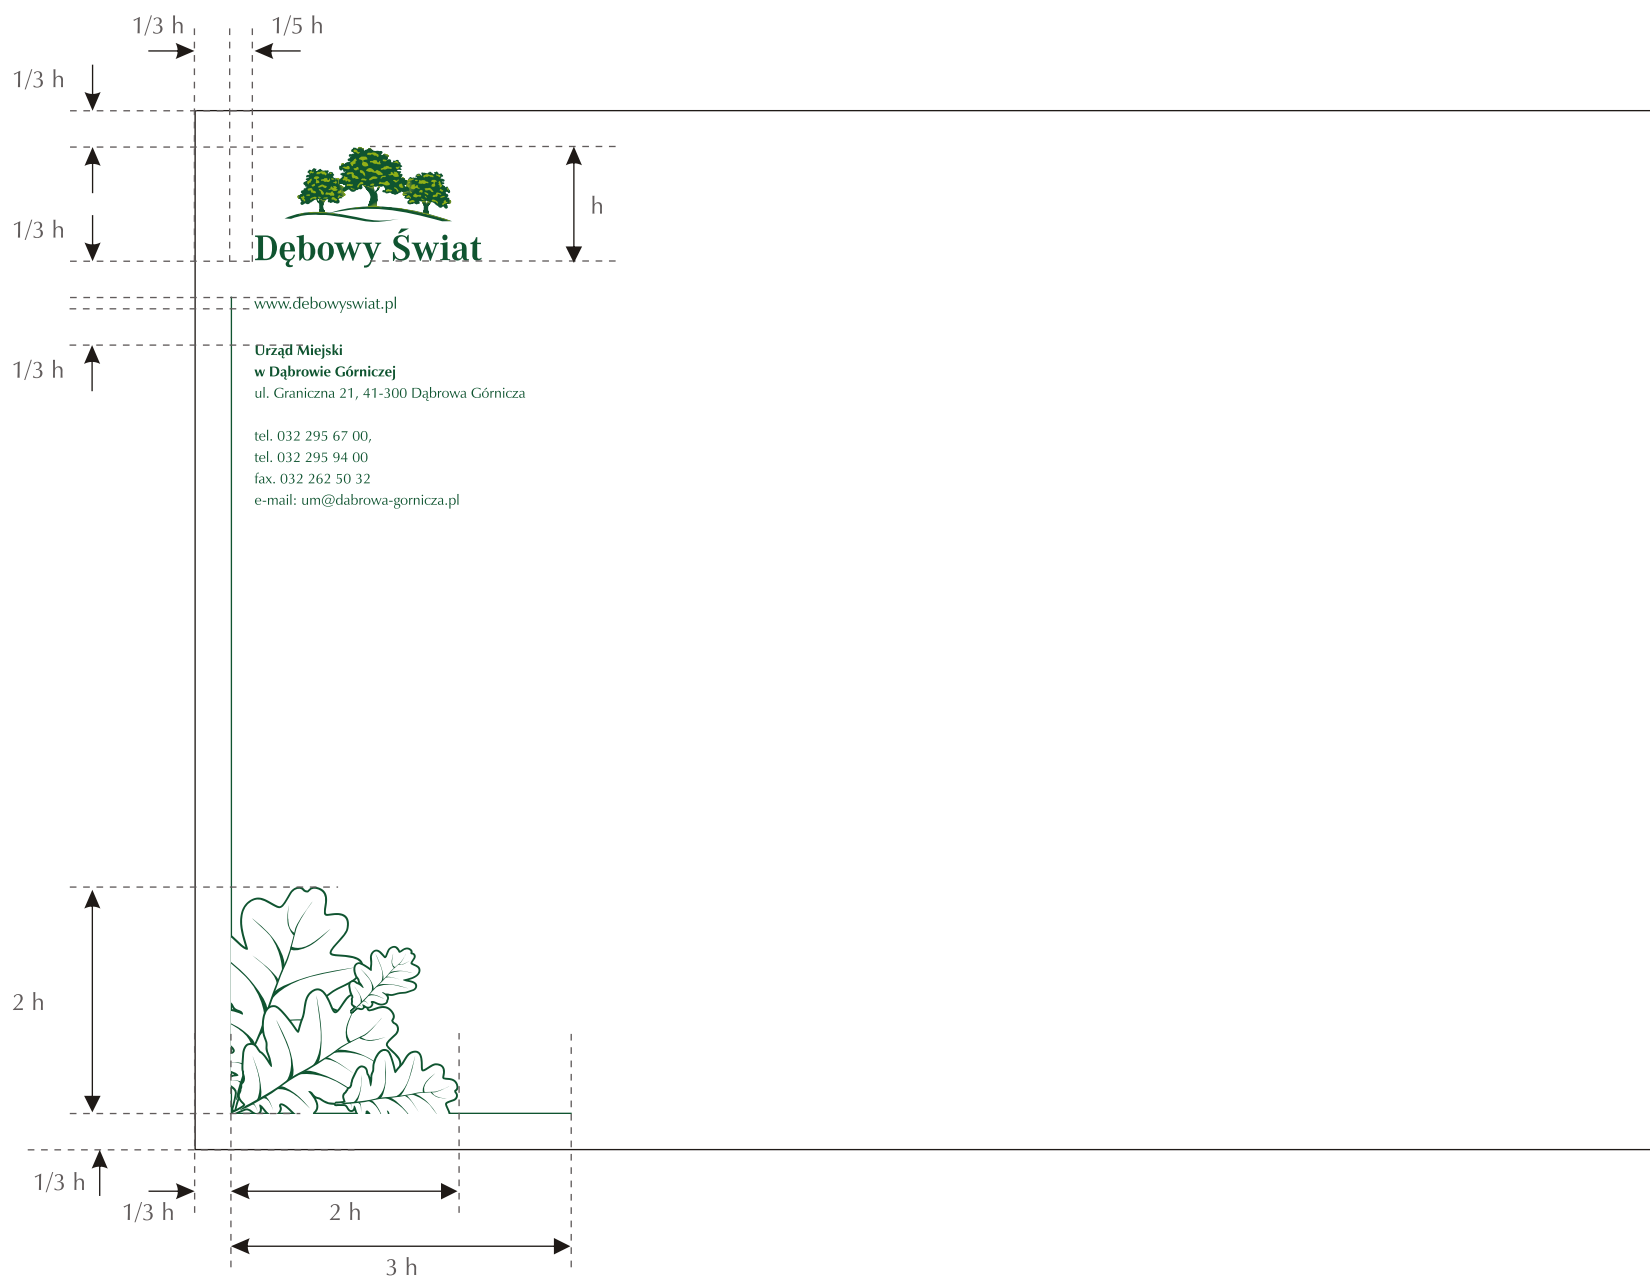 1/3 h
1/5 h
1/3 h
1/3 h
h
Dębowy Świat
www.debowyswiat.pl
1/3 h
Urząd Miejski
w Dąbrowie Górniczej
ul. Graniczna 21, 41-300 Dąbrowa Górnicza
tel. 032 295 67 00,
tel. 032 295 94 00
fax. 032 262 50 32
e-mail: um@dabrowa-gornicza.pl
2 h
1/3 h
1/3 h
2 h
3 h